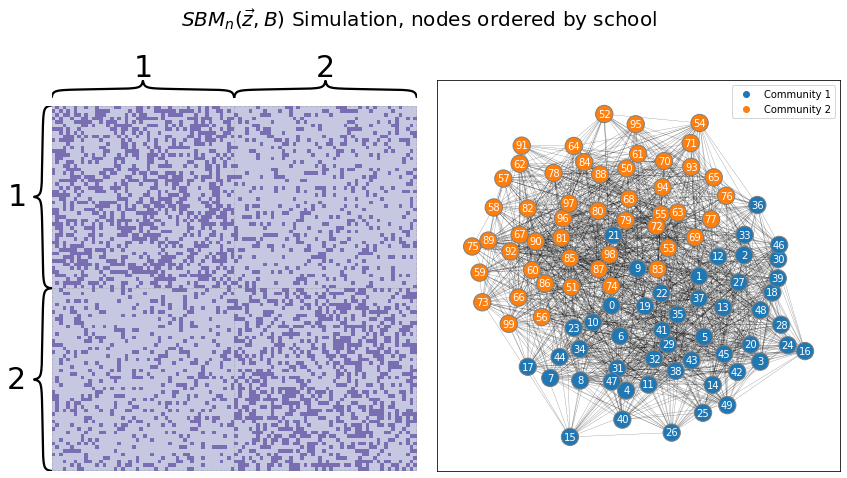 SBM_n(\vec{z}, B) Simulation, nodes ordered by school
1 2
1
2
Community 1
Community 2
52
95 54
91 64 71
61
62 84 50 70 93
57 78 88 65
94 76
58 82 97 68 36
96 80 79 55 63 77
72
67 21 33
75 89 90 81 69 46
92 98 53 12 2 30
85
59 60 87 9 83 1 39
86 51 74 27
73 66 22 37 18
0 19 13 48
99 56 10 35
23 6 41 5 28
29 20 24
44 34 32 45 16
17 31 43 3
7 8 47 38 42
4 11 14
40 25 49
15 26